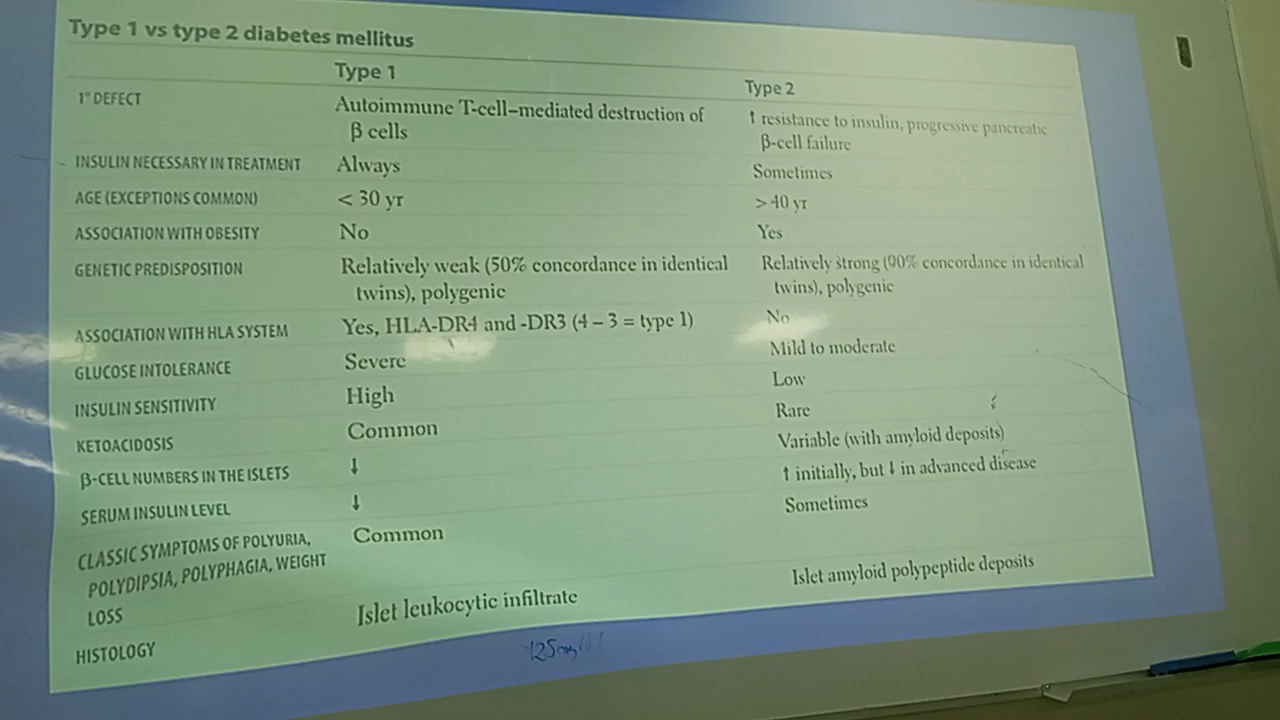 Type 1 vs type 2 diabetes mellitus
Type 1
Type 2
1° DEFECT
Autoimmune T-cell–mediated destruction of
β cells
↑ resistance to insulin, progressive pancreatic
β-cell failure
INSULIN NECESSARY IN TREATMENT
Always
Sometimes
AGE (EXCEPTIONS COMMON)
< 30 yr
> 40 yr
ASSOCIATION WITH OBESITY
No
Yes
GENETIC PREDISPOSITION
Relatively weak (50% concordance in identical
twins), polygenic
Relatively strong (90% concordance in identical
twins), polygenic
ASSOCIATION WITH HLA SYSTEM
Yes, HLA-DR4 and -DR3 (4 – 3 = type 1)
No
GLUCOSE INTOLERANCE
Severe
Mild to moderate
INSULIN SENSITIVITY
High
Low
KETOACIDOSIS
Common
Rare
β-CELL NUMBERS IN THE ISLETS
↓
Variable (with amyloid deposits)
SERUM INSULIN LEVEL
↓
↑ initially, but ↓ in advanced disease
CLASSIC SYMPTOMS OF POLYURIA,
POLYDIPSIA, POLYPHAGIA, WEIGHT
LOSS
Common
Sometimes
HISTOLOGY
Islet leukocytic infiltrate
Islet amyloid polypeptide deposits